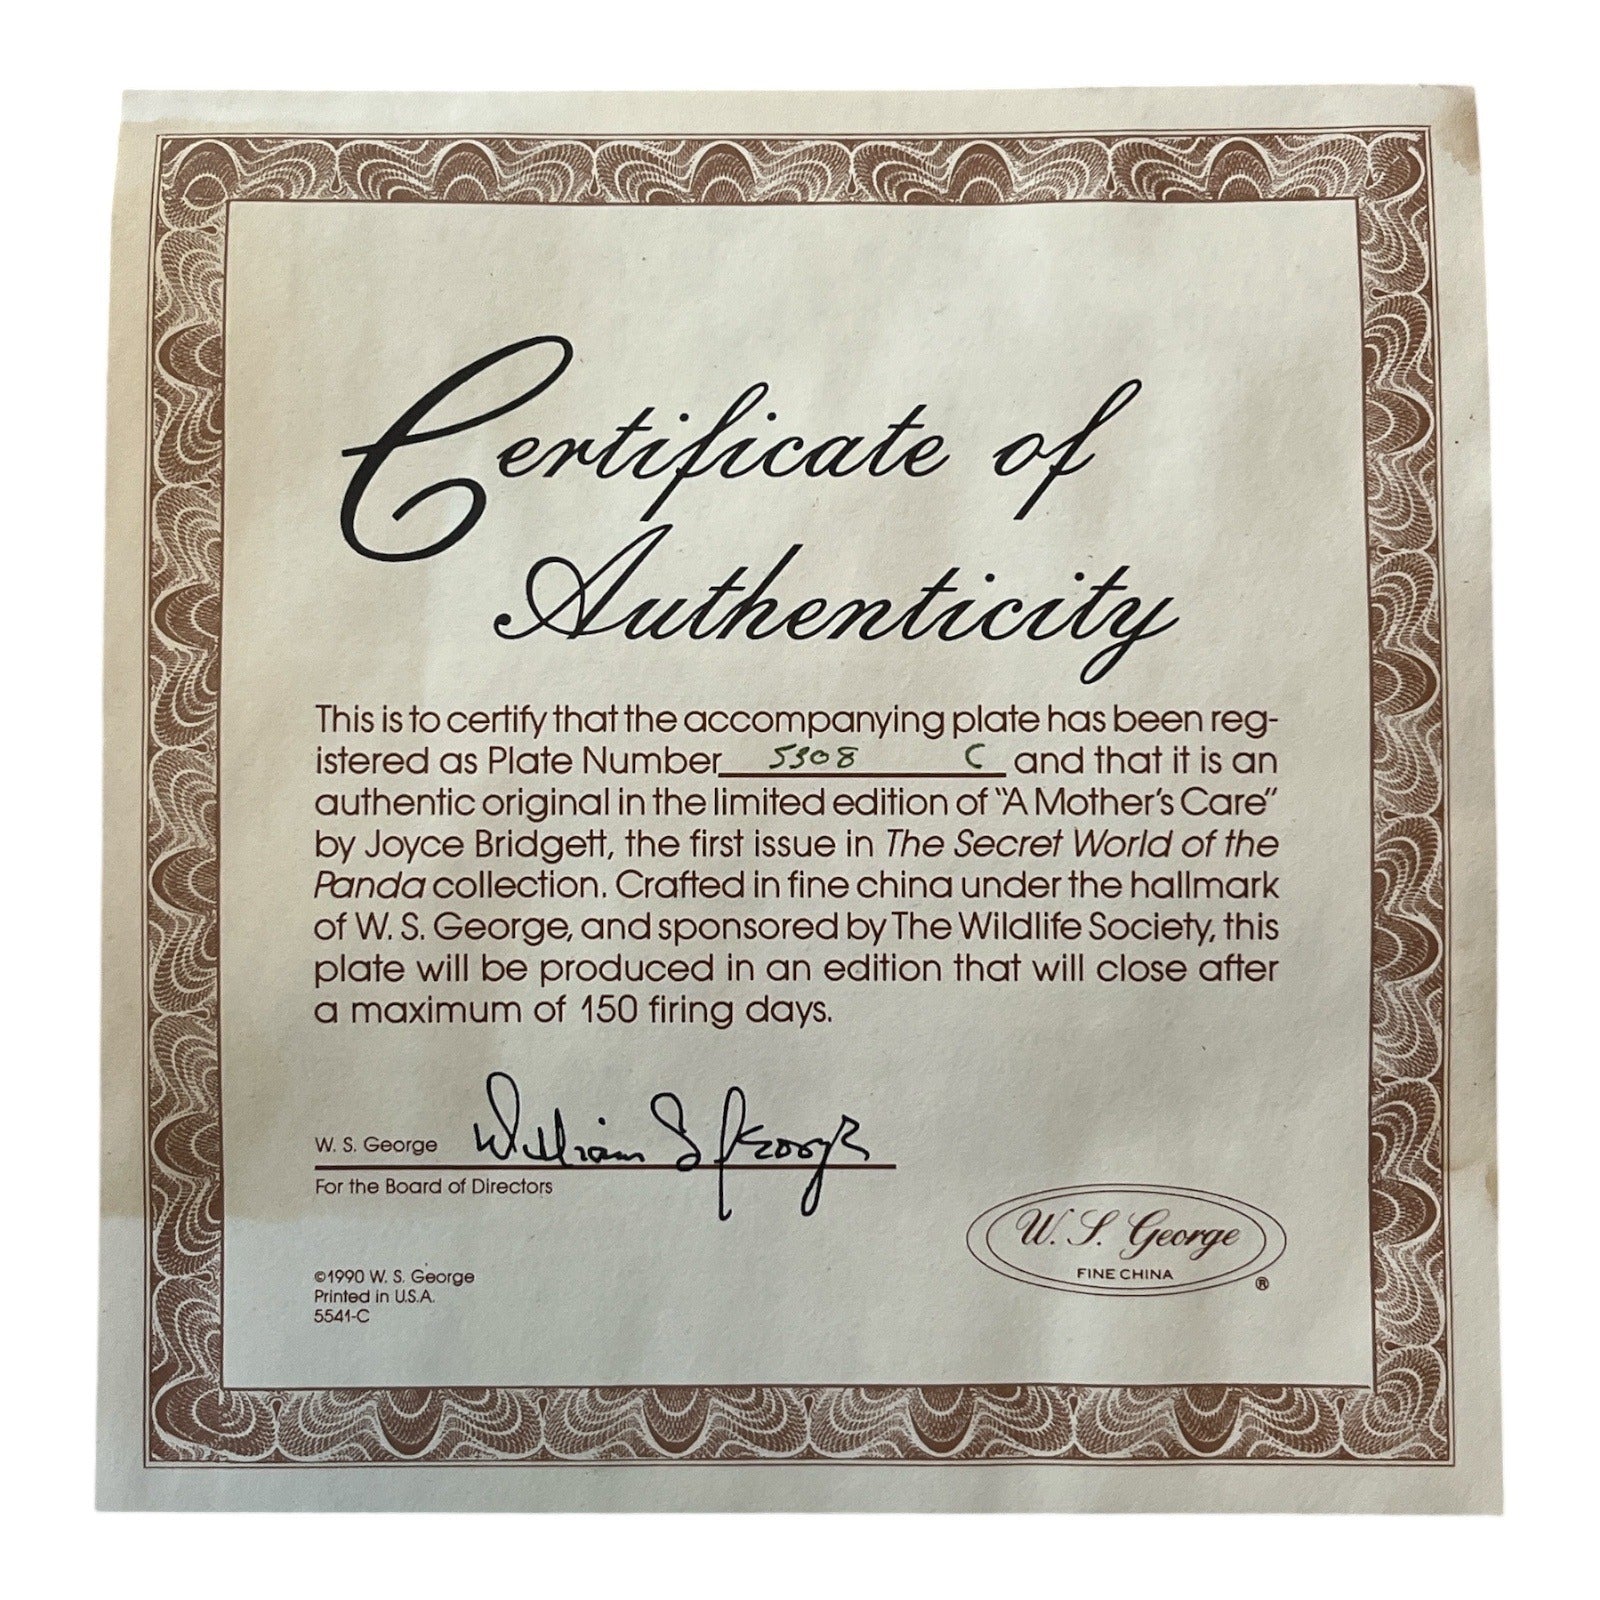 Certificate of
Authenticity
This is to certify that the accompanying plate has been reg-
istered as Plate Number 5308 C and that it is an
authentic original in the limited edition of "A Mother's Care"
by Joyce Bridgett, the first issue in The Secret World of the
Panda collection. Crafted in fine china under the hallmark
of W. S. George, and sponsored by The Wildlife Society, this
plate will be produced in an edition that will close after
a maximum of 150 firing days.
W. S. George William S George
For the Board of Directors
W. S. George
FINE CHINA
®
©1990 W. S. George
Printed in U.S.A.
5541-C